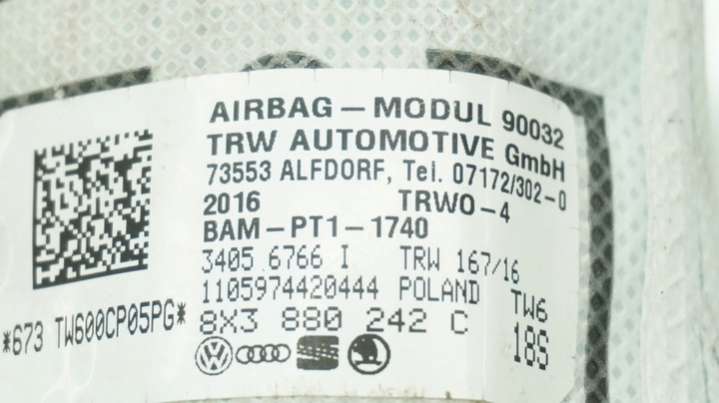 AIRBAG-MODUL 90032
TRW AUTOMOTIVE GmbH
73553 ALFDORF, Tel. 07172/302-0
2016 TRWO-4
BAM-PT1-1740
3405 6766 I TRW 167/16
1105974420444 POLAND TW6
*673 TW600CP05PG*
8X3 880 242 C 18S